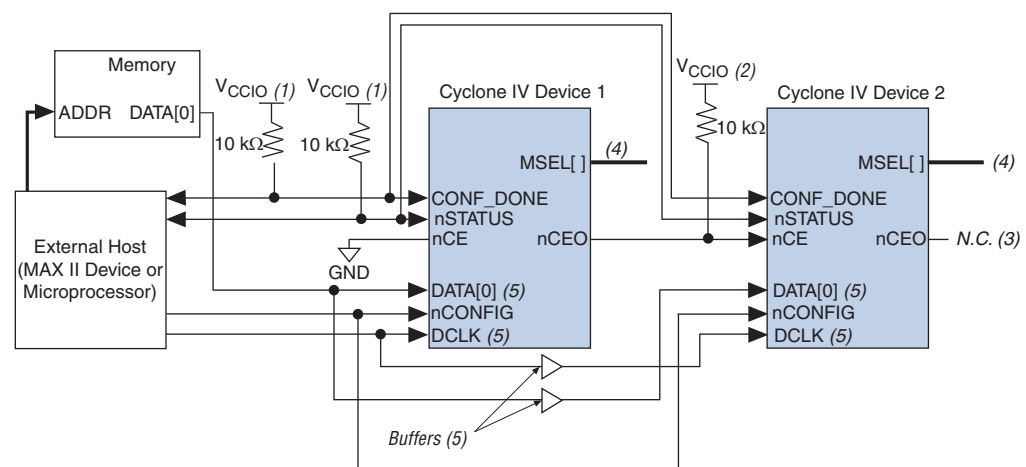 Memory
ADDR DATA[0]
VCCIO (1)
10 kΩ
VCCIO (1)
10 kΩ
Cyclone IV Device 1
MSEL[ ]
(4)
CONF_DONE
nSTATUS
nCE
nCEO
GND
DATA[0] (5)
nCONFIG
DCLK (5)
VCCIO (2)
10 kΩ
Cyclone IV Device 2
MSEL[ ]
(4)
CONF_DONE
nSTATUS
nCE
nCEO
N.C. (3)
DATA[0] (5)
nCONFIG
DCLK (5)
External Host
(MAX II Device or
Microprocessor)
Buffers (5)